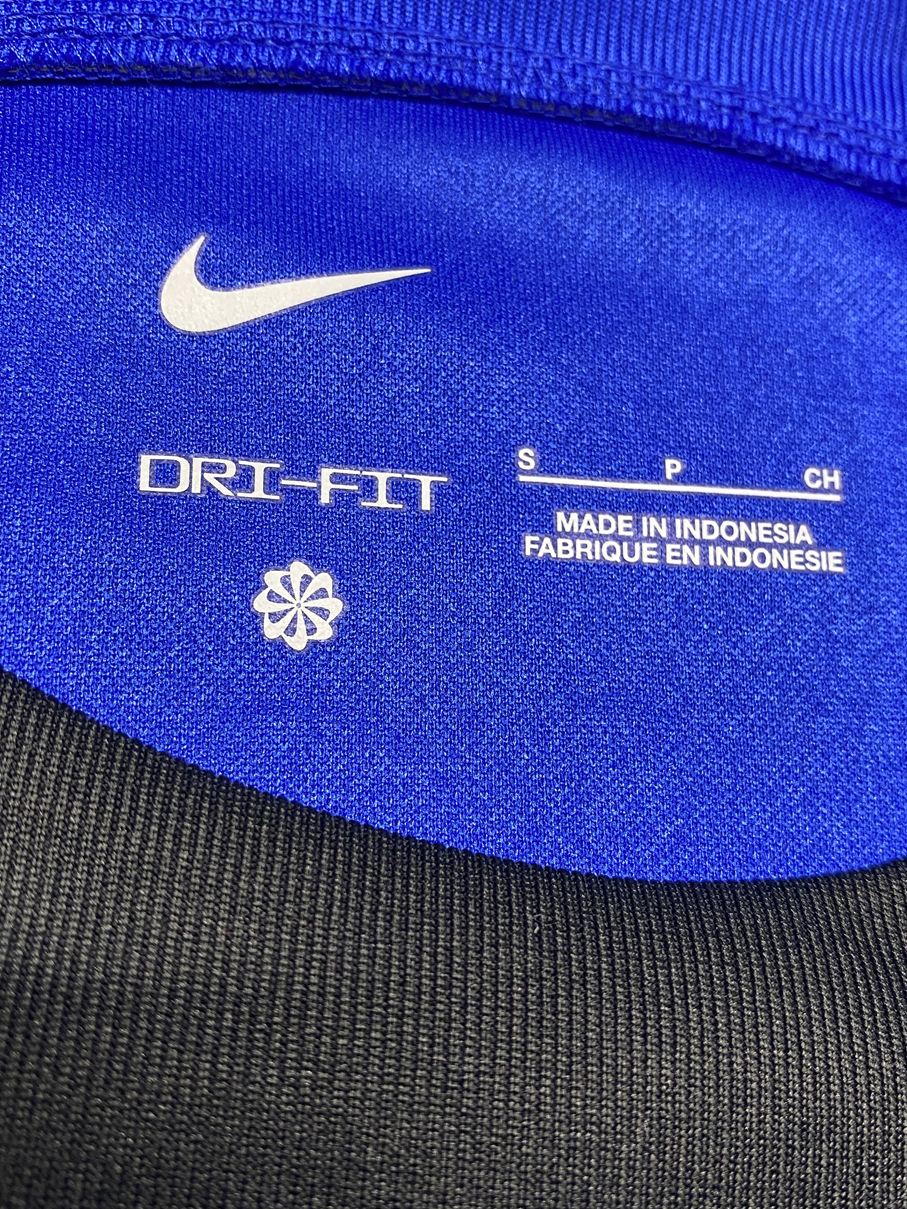 DRI-FIT
S P CH
MADE IN INDONESIA
FABRIQUE EN INDONESIE